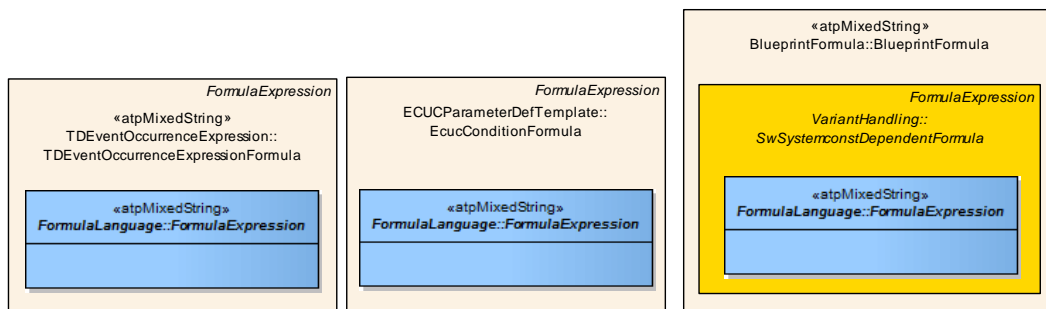 FormulaExpression
«atpMixedString»
TDEventOccurrenceExpression::
TDEventOccurrenceExpressionFormula
«atpMixedString»
FormulaLanguage::FormulaExpression
FormulaExpression
ECUCParameterDefTemplate::
EcucConditionFormula
«atpMixedString»
FormulaLanguage::FormulaExpression
«atpMixedString»
BlueprintFormula::BlueprintFormula
FormulaExpression
VariantHandling::
SwSystemconstDependentFormula
«atpMixedString»
FormulaLanguage::FormulaExpression